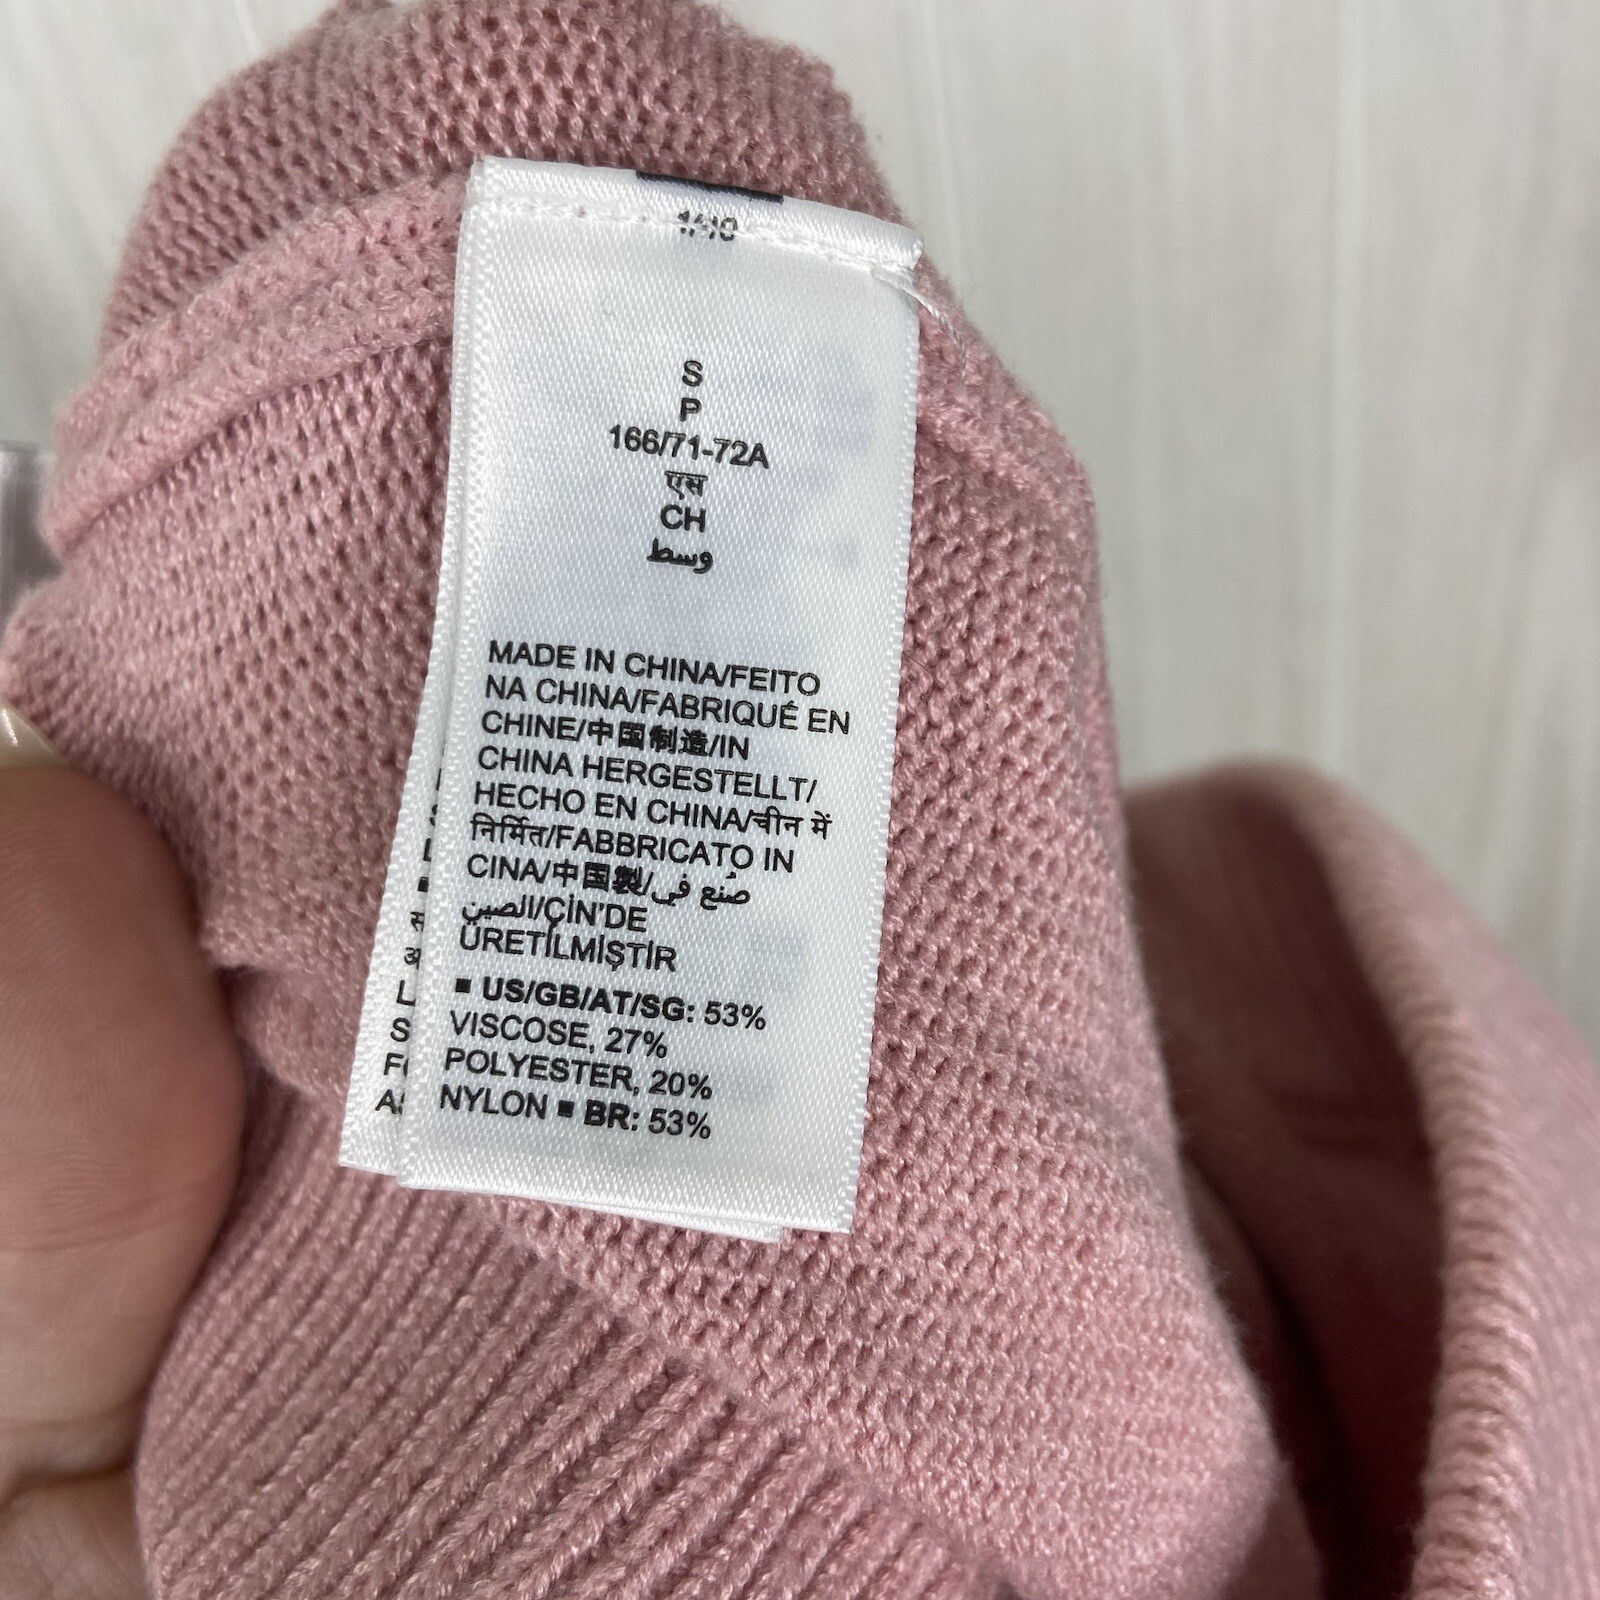 S
P
166/71-72A
एस
CH
وسط
MADE IN CHINA/FEITO
NA CHINA/FABRIQUÉ EN
CHINE/中国制造/IN
CHINA HERGESTELLT/
HECHO EN CHINA/चीन में
निर्मित/FABBRICATO IN
CINA/中国製/صُنع في
الصين/ÇİN'DE
ÜRETİLMİŞTİR
■ US/GB/AT/SG: 53%
VISCOSE, 27%
POLYESTER, 20%
NYLON ■ BR: 53%